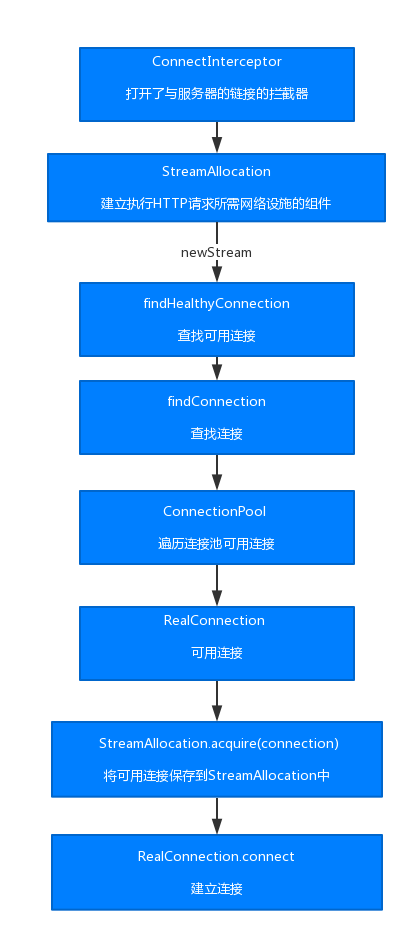 ConnectInterceptor
打开了与服务器的链接的拦截器
StreamAllocation
建立执行HTTP请求所需网络设施的组件
newStream
findHealthyConnection
查找可用连接
findConnection
查找连接
ConnectionPool
遍历连接池可用连接
RealConnection
可用连接
StreamAllocation.acquire(connection)
将可用连接保存到StreamAllocation中
RealConnection.connect
建立连接